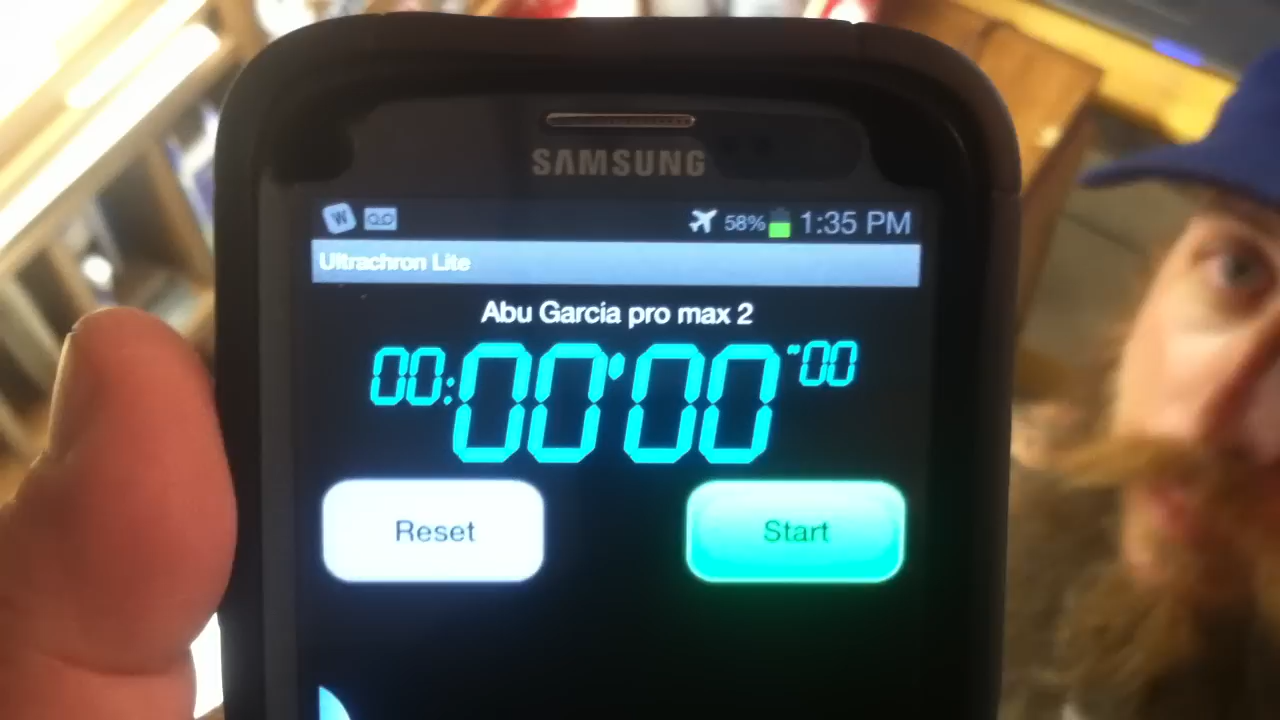 SAMSUNG
W 58% 1:35 PM
Ultrachron Lite
Abu Garcia pro max 2
00:00'00"00
Reset Start